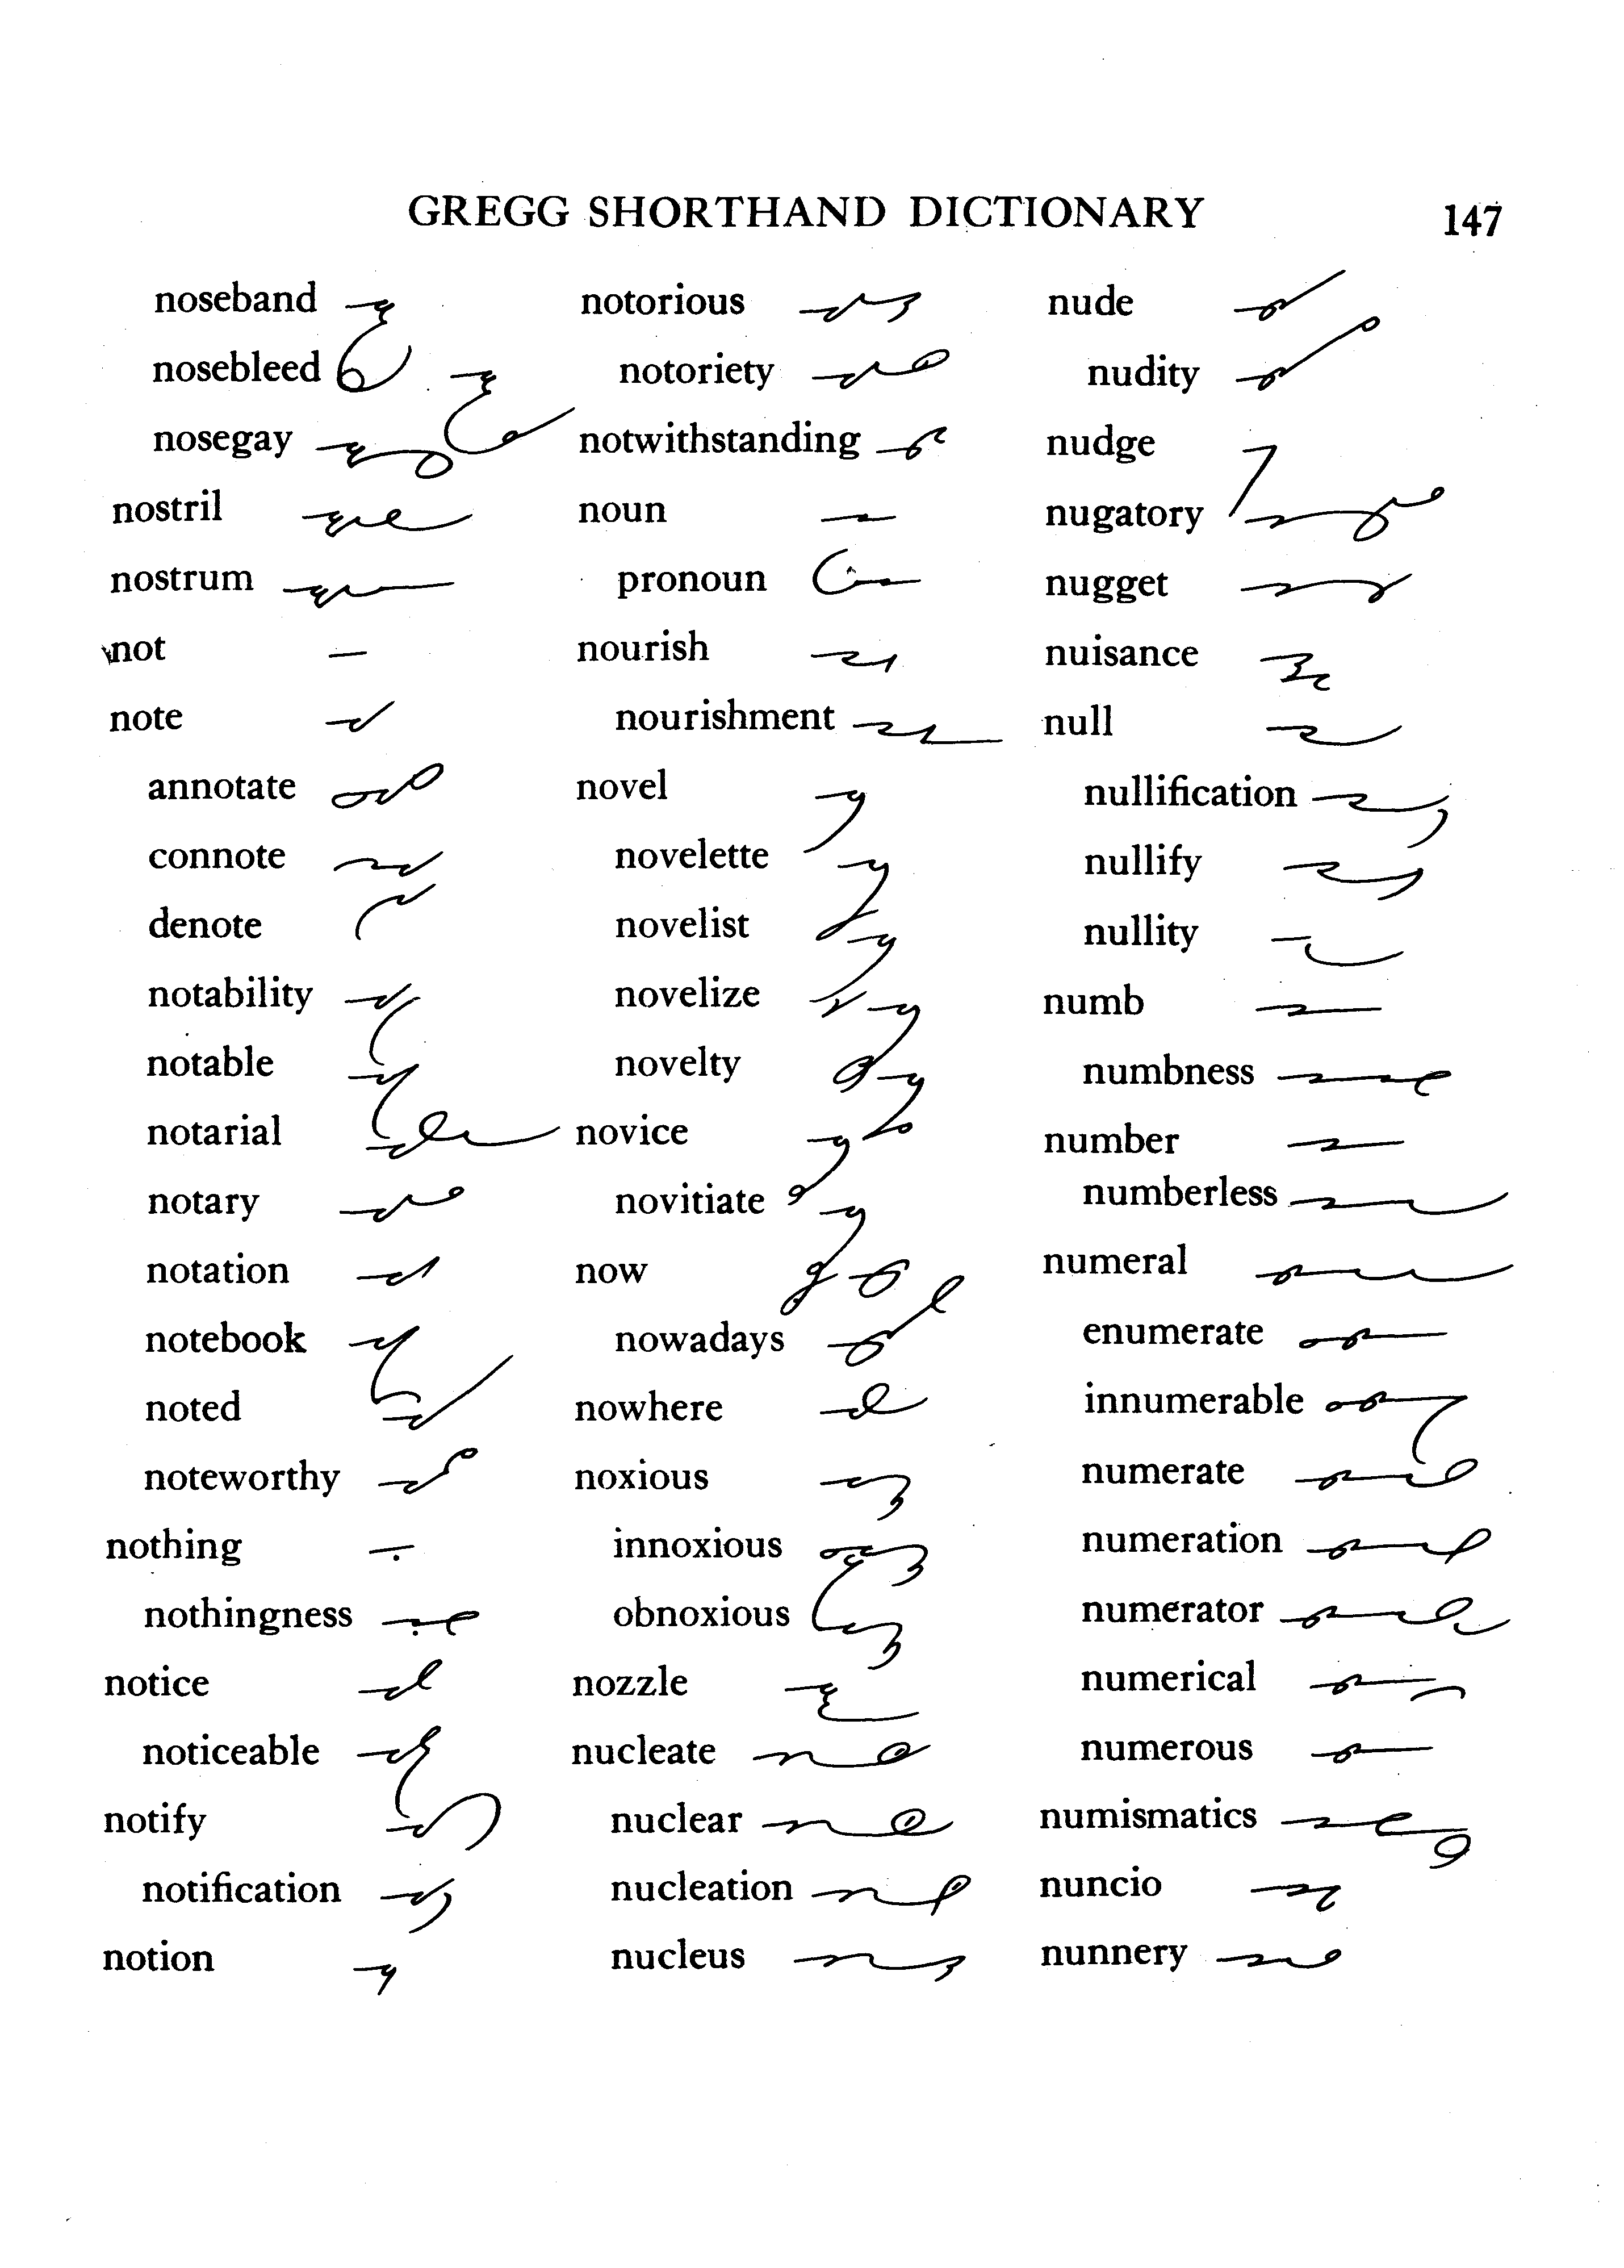 GREGG SHORTHAND DICTIONARY 147
noseband
nosebleed
nosegay
nostril
nostrum
not
note
annotate
connote
denote
notability
notable
notarial
notary
notation
notebook
noted
noteworthy
nothing
nothingness
notice
noticeable
notify
notification
notion
notorious
notoriety
notwithstanding
noun
pronoun
nourish
nourishment
novel
novelette
novelist
novelize
novelty
novice
novitiate
now
nowadays
nowhere
noxious
innoxious
obnoxious
nozzle
nucleate
nuclear
nucleation
nucleus
nude
nudity
nudge
nugatory
nugget
nuisance
null
nullification
nullify
nullity
numb
numbness
number
numberless
numeral
enumerate
innumerable
numerate
numeration
numerator
numerical
numerous
numismatics
nuncio
nunnery